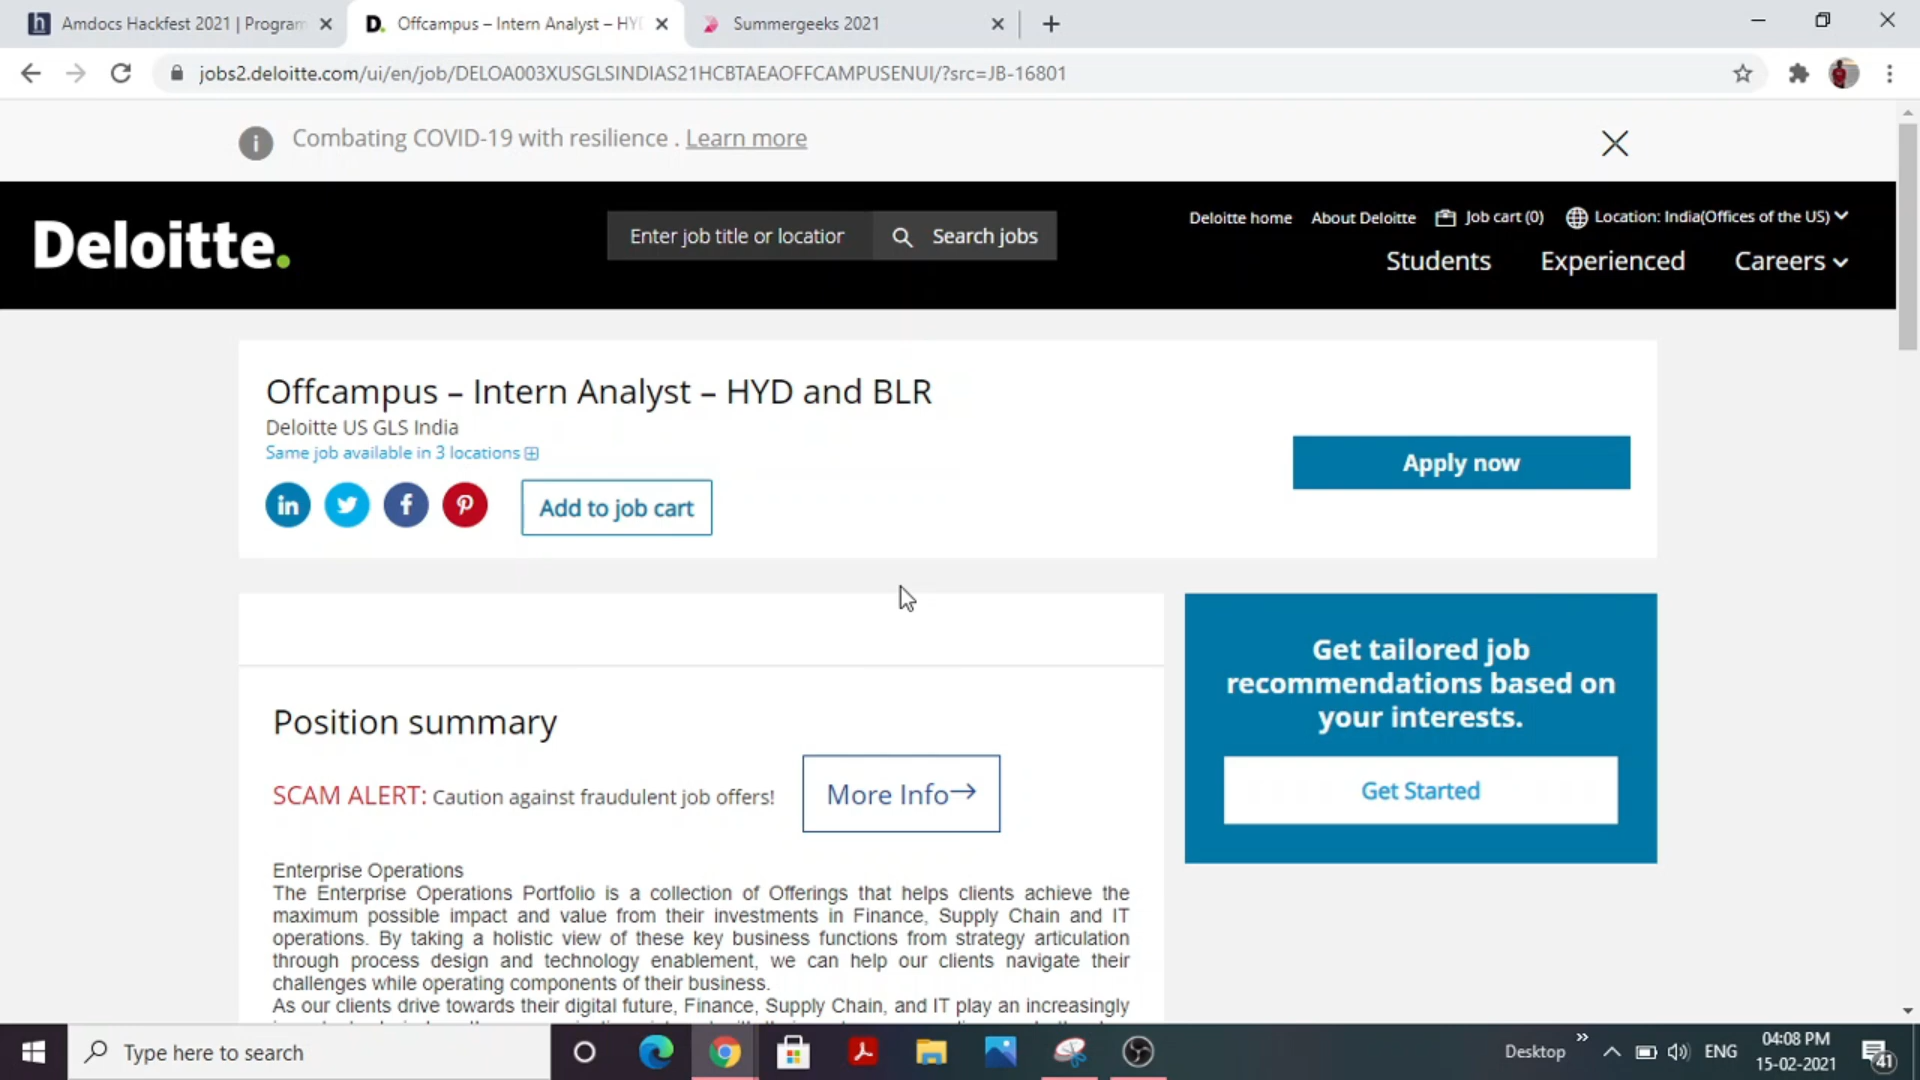 Amdocs Hackfest 2021 | Program
D. Offcampus – Intern Analyst – HY
Summergeeks 2021
jobs2.deloitte.com/ui/en/job/DELOA003XUSGLSINDIAS21HCBTAEAOFFCAMPUSENUI/?src=JB-16801
Combating COVID-19 with resilience . Learn more
Deloitte.
Enter job title or locatior
Search jobs
Deloitte home
About Deloitte
Job cart (0)
Location: India(Offices of the US)
Students
Experienced
Careers
Offcampus – Intern Analyst – HYD and BLR
Deloitte US GLS India
Same job available in 3 locations
Add to job cart
Apply now
Get tailored job
recommendations based on
your interests.
Get Started
Position summary
SCAM ALERT: Caution against fraudulent job offers!
More Info→
Enterprise Operations
The Enterprise Operations Portfolio is a collection of Offerings that helps clients achieve the
maximum possible impact and value from their investments in Finance, Supply Chain and IT
operations. By taking a holistic view of these key business functions from strategy articulation
through process design and technology enablement, we can help our clients navigate their
challenges while operating components of their business.
As our clients drive towards their digital future, Finance, Supply Chain, and IT play an increasingly
Type here to search
Desktop
ENG
04:08 PM
15-02-2021
41